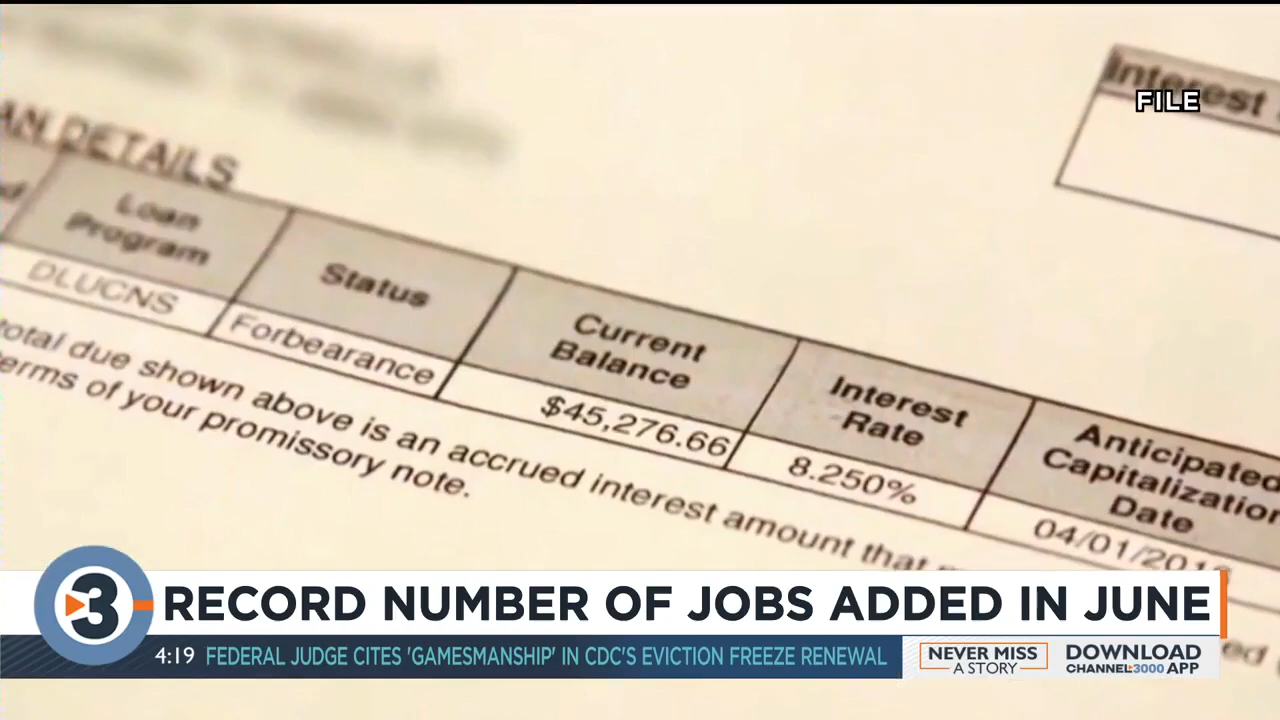 Interest
FILE
AN DETAILS
Loan
Program
Status
Current
Balance
Interest
Rate
Anticipated
Capitalization
Date
DLUCNS
Forbearance
$45,276.66
8.250%
total due shown above is an accrued interest amount that
terms of your promissory note.
3
RECORD NUMBER OF JOBS ADDED IN JUNE
4:19 FEDERAL JUDGE CITES 'GAMESMANSHIP' IN CDC'S EVICTION FREEZE RENEWAL
NEVER MISS
A STORY
DOWNLOAD
CHANNEL3000 APP